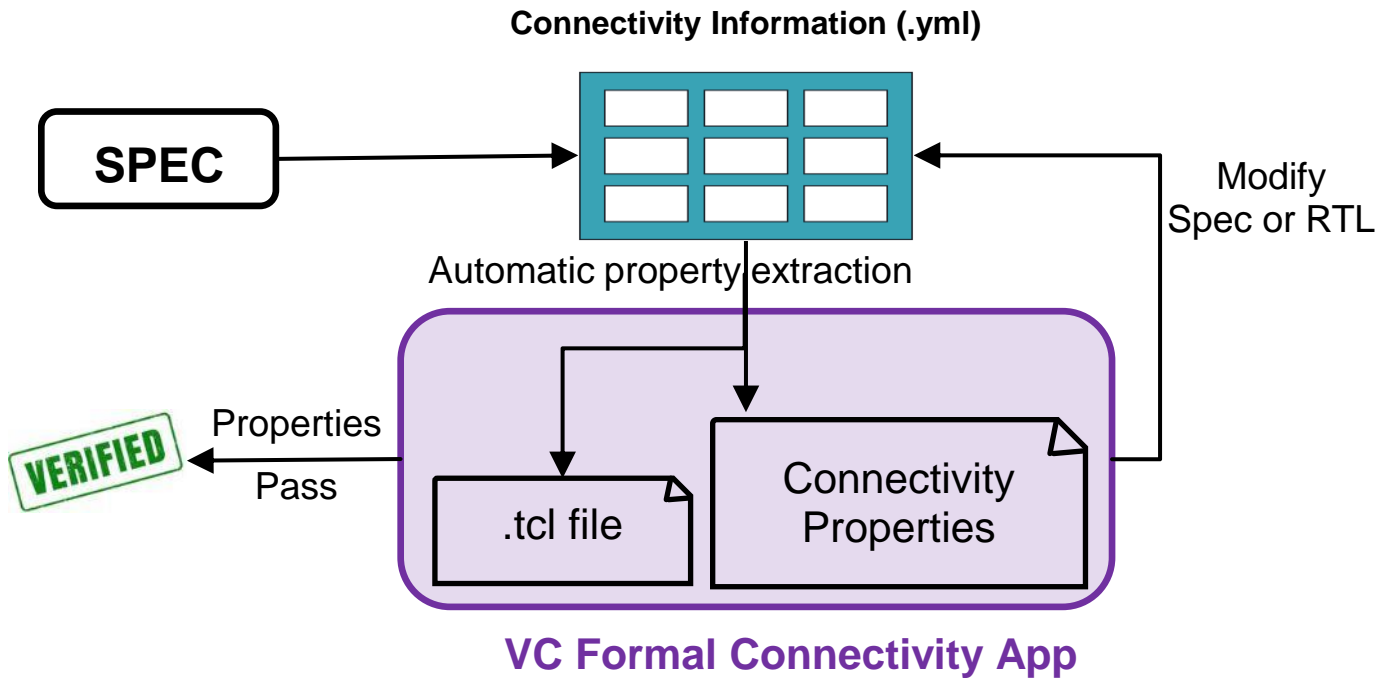 Connectivity Information (.yml)
SPEC
Modify
Spec or RTL
Automatic property extraction
Properties
Pass
VERIFIED
.tcl file
Connectivity
Properties
VC Formal Connectivity App